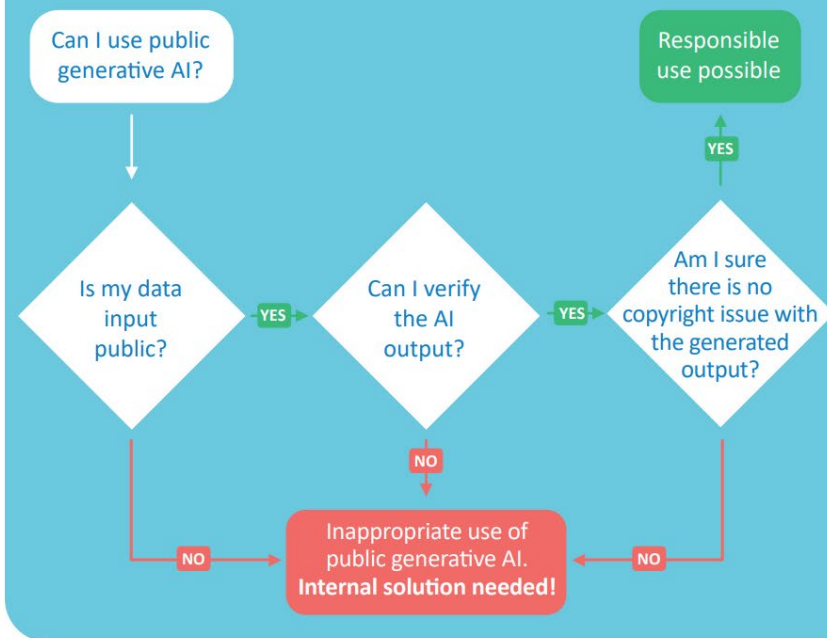 Can I use public
generative AI?
Responsible
use possible
YES
Is my data
input
public?
YES
Can I verify
the AI
output?
YES
Am I sure
there is no
copyright issue with
the generated
output?
NO
NO
Inappropriate use of
public generative AI.
Internal solution needed!
NO